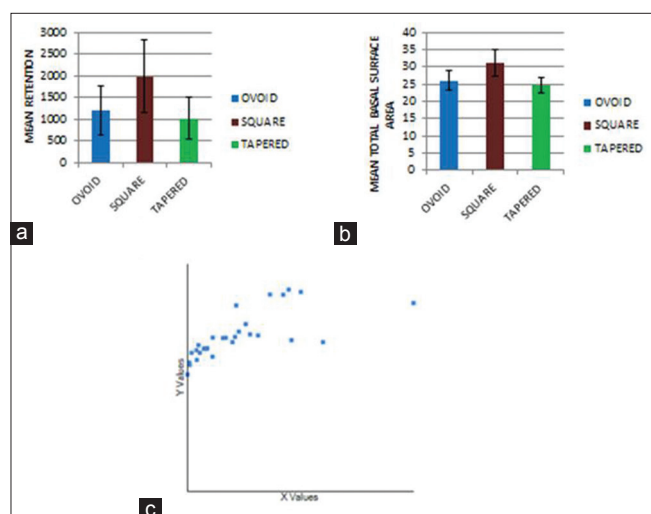 3000
2500
2000
1500
1000
500
0
MEAN RETENTION
OVOID
SQUARE
TAPERED
OVOID
SQUARE
TAPERED
a
40
35
30
25
20
15
10
5
0
MEAN TOTAL BASAL SURFACE
AREA
OVOID
SQUARE
TAPERED
OVOID
SQUARE
TAPERED
b
Y Values
X Values
c